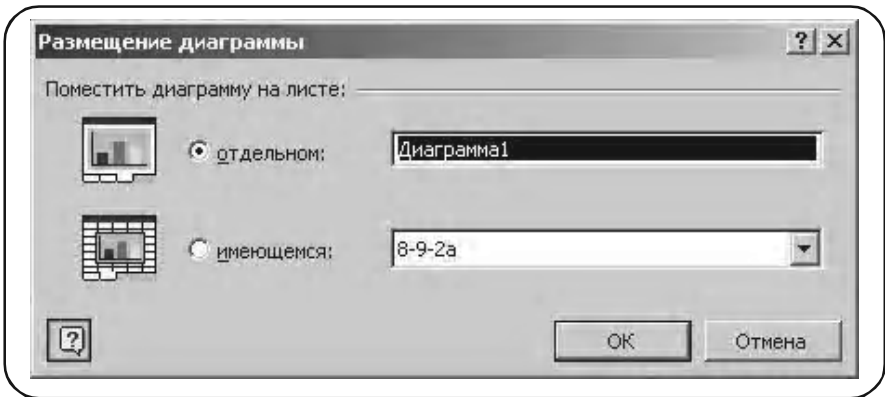 Размещение диаграммы
Поместить диаграмму на листе:
отдельном: Диаграмма1
имеющемся: 8-9-2а
ОК Отмена